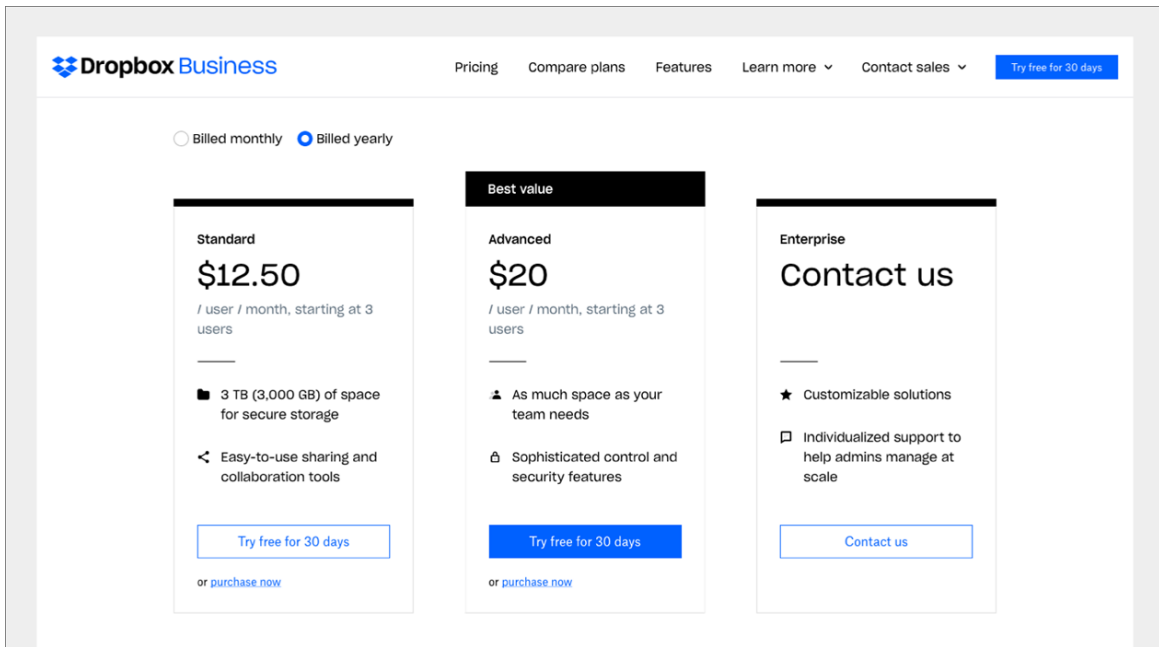 Dropbox Business
Pricing
Compare plans
Features
Learn more
Contact sales
Try free for 30 days
Billed monthly
Billed yearly
Standard
$12.50
/ user / month, starting at 3
users
3 TB (3,000 GB) of space
for secure storage
Easy-to-use sharing and
collaboration tools
Try free for 30 days
or purchase now
Best value
Advanced
$20
/ user / month, starting at 3
users
As much space as your
team needs
Sophisticated control and
security features
Try free for 30 days
or purchase now
Enterprise
Contact us
Customizable solutions
Individualized support to
help admins manage at
scale
Contact us